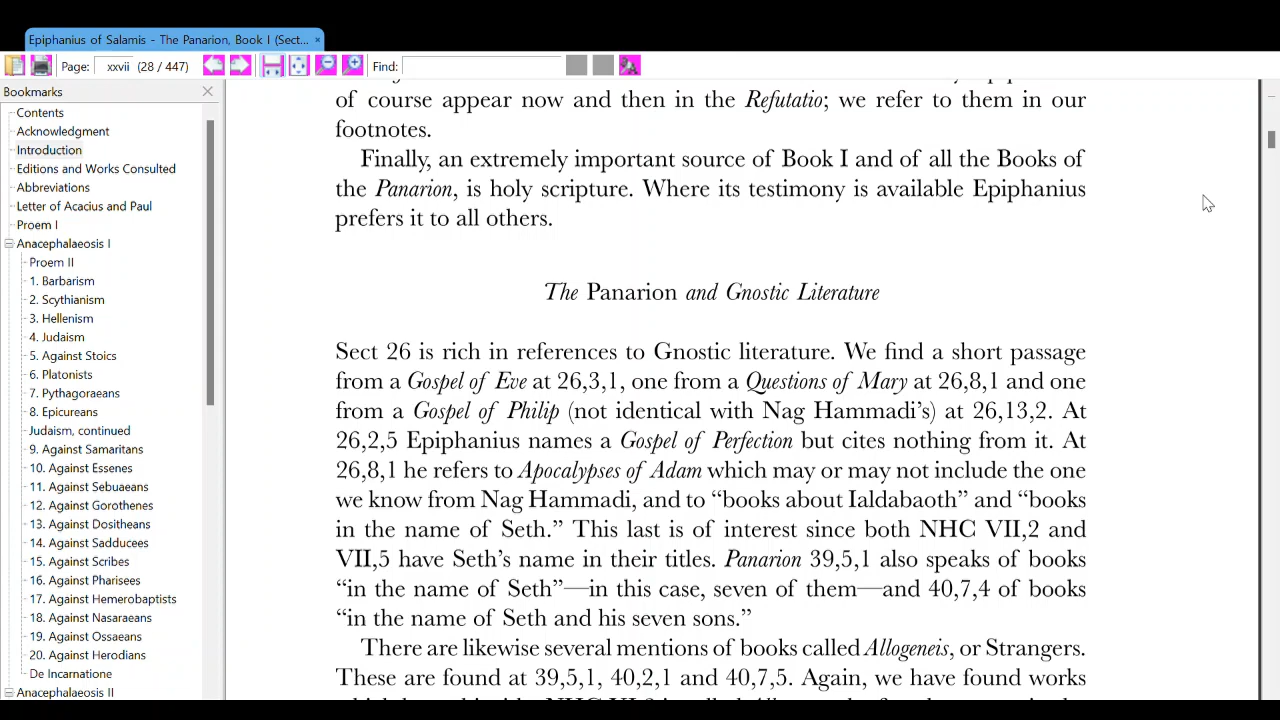 Epiphanius of Salamis - The Panarion, Book I (Sect...
Page: xxvii (28 / 447) Find:
Bookmarks
Contents
Acknowledgment
Introduction
Editions and Works Consulted
Abbreviations
Letter of Acacius and Paul
Proem I
Anacephalaeosis I
Proem II
1. Barbarism
2. Scythianism
3. Hellenism
4. Judaism
5. Against Stoics
6. Platonists
7. Pythagoraeans
8. Epicureans
Judaism, continued
9. Against Samaritans
10. Against Essenes
11. Against Sebuaeans
12. Against Gorothenes
13. Against Dositheans
14. Against Sadducees
15. Against Scribes
16. Against Pharisees
17. Against Hemerobaptists
18. Against Nasaraeans
19. Against Ossaeans
20. Against Herodians
De Incarnatione
Anacephalaeosis II
of course appear now and then in the Refutatio; we refer to them in our
footnotes.
Finally, an extremely important source of Book I and of all the Books of
the Panarion, is holy scripture. Where its testimony is available Epiphanius
prefers it to all others.
The Panarion and Gnostic Literature
Sect 26 is rich in references to Gnostic literature. We find a short passage
from a Gospel of Eve at 26,3,1, one from a Questions of Mary at 26,8,1 and one
from a Gospel of Philip (not identical with Nag Hammadi’s) at 26,13,2. At
26,2,5 Epiphanius names a Gospel of Perfection but cites nothing from it. At
26,8,1 he refers to Apocalypses of Adam which may or may not include the one
we know from Nag Hammadi, and to “books about Ialdabaoth” and “books
in the name of Seth.” This last is of interest since both NHC VII,2 and
VII,5 have Seth’s name in their titles. Panarion 39,5,1 also speaks of books
“in the name of Seth”—in this case, seven of them—and 40,7,4 of books
“in the name of Seth and his seven sons.”
There are likewise several mentions of books called Allogeneis, or Strangers.
These are found at 39,5,1, 40,2,1 and 40,7,5. Again, we have found works